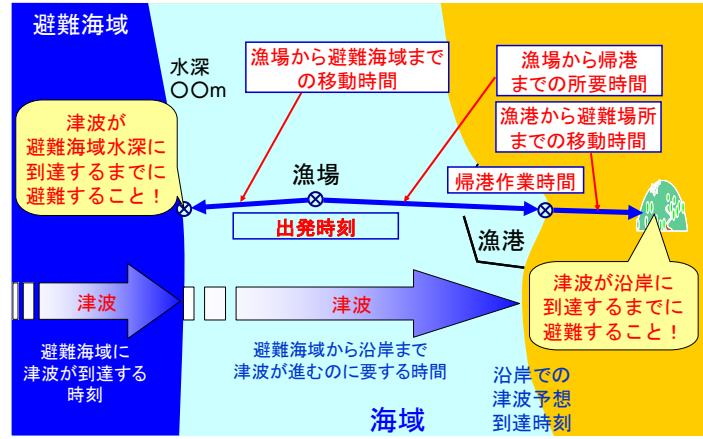 避難海域
水深
〇〇m
漁場から避難海域まで
の移動時間
漁場から帰港
までの所要時間
漁港から避難場所
までの移動時間
津波が
避難海域水深に
到達するまでに
避難すること！
漁場
帰港作業時間
出発時刻
漁港
津波が沿岸に
到達するまでに
避難すること！
津波
津波
避難海域に
津波が到達する
時刻
避難海域から沿岸まで
津波が進むのに要する時間
沿岸での
津波予想
到達時刻
海域